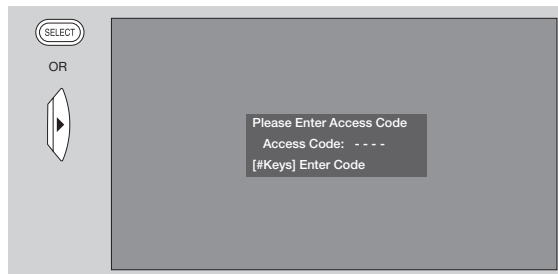 SELECT
OR
Please Enter Access Code
Access Code: - - - -
[#Keys] Enter Code